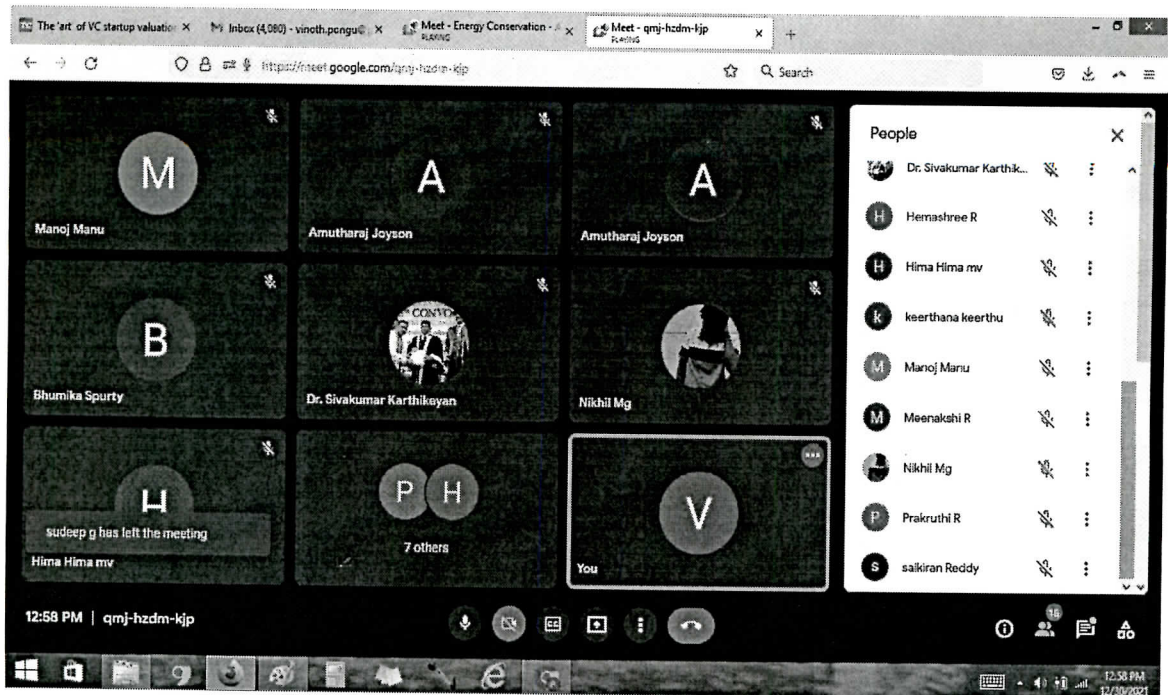 The 'art' of VC startup valuation
Inbox (4,080) - vinoth.pongu@
Meet - Energy Conservation -
PLAYING
Meet - qmj-hzdm-kjp
PLAYING
https://meet.google.com/qmj-hzdm-kjp
Search
M
Manoj Manu
A
Amutharaj Joyson
A
Amutharaj Joyson
B
Bhumika Spurty
CONVO
Dr. Sivakumar Karthikeyan
Nikhil Mg
H
sudeep g has left the meeting
Hima Hima mv
P H
7 others
V
You
People
Dr. Sivakumar Karthik...
H Hemashree R
H Hima Hima mv
k keerthana keerthu
M Manoj Manu
M Meenakshi R
Nikhil Mg
P Prakruthi R
s saikiran Reddy
12:58 PM | qmj-hzdm-kjp
CC
16
12:58 PM
12/30/2021